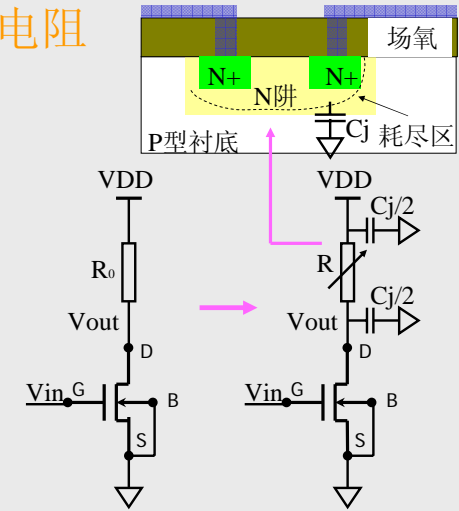 电阻
场氧
N+ N+
N阱
P型衬底 Cj 耗尽区
VDD VDD
Cj/2
R₀ R
Cj/2
Vout Vout
D D
Vin G B Vin G B
S S